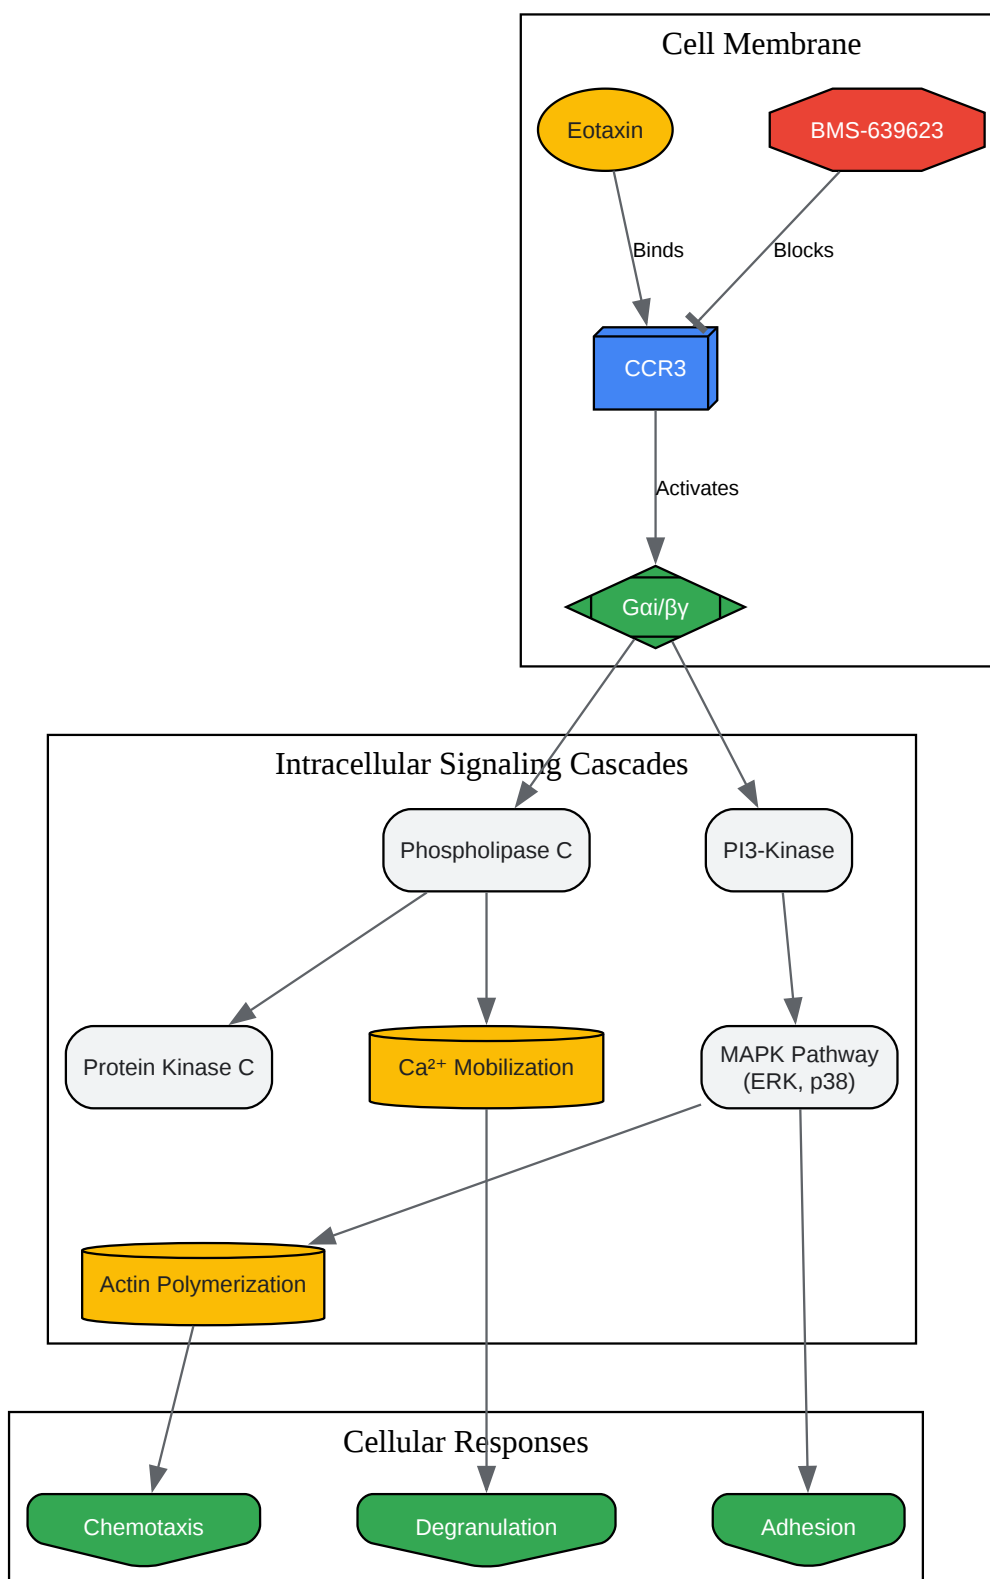 Cell Membrane
Eotaxin
BMS-639623
Binds
Blocks
CCR3
Activates
Gαi/βγ
Intracellular Signaling Cascades
Phospholipase C
PI3-Kinase
Protein Kinase C
Ca²⁺ Mobilization
MAPK Pathway
(ERK, p38)
Actin Polymerization
Cellular Responses
Chemotaxis
Degranulation
Adhesion